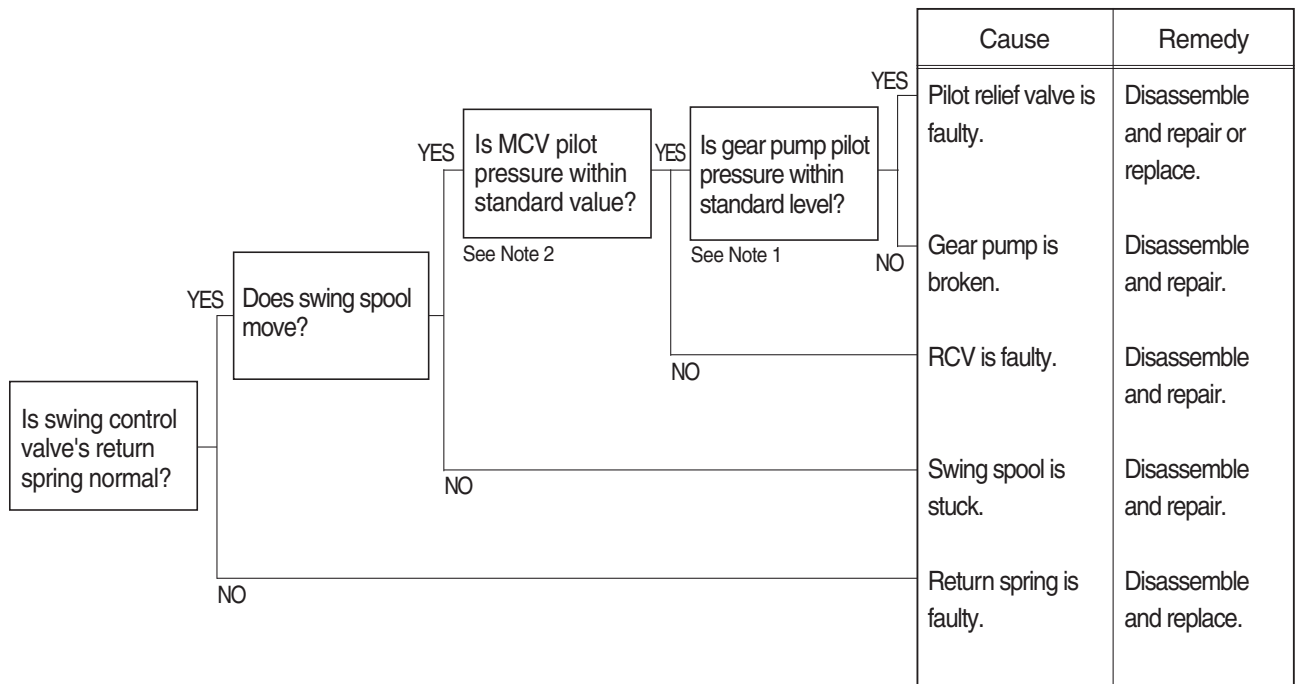 Cause
Remedy
YES
Pilot relief valve is
faulty.
Disassemble
and repair or
replace.
YES
Is MCV pilot
pressure within
standard value?
See Note 2
YES
Is gear pump pilot
pressure within
standard level?
See Note 1
NO
Gear pump is
broken.
Disassemble
and repair.
YES
Does swing spool
move?
NO
RCV is faulty.
Disassemble
and repair.
Is swing control
valve's return
spring normal?
NO
Swing spool is
stuck.
Disassemble
and repair.
NO
Return spring is
faulty.
Disassemble
and replace.